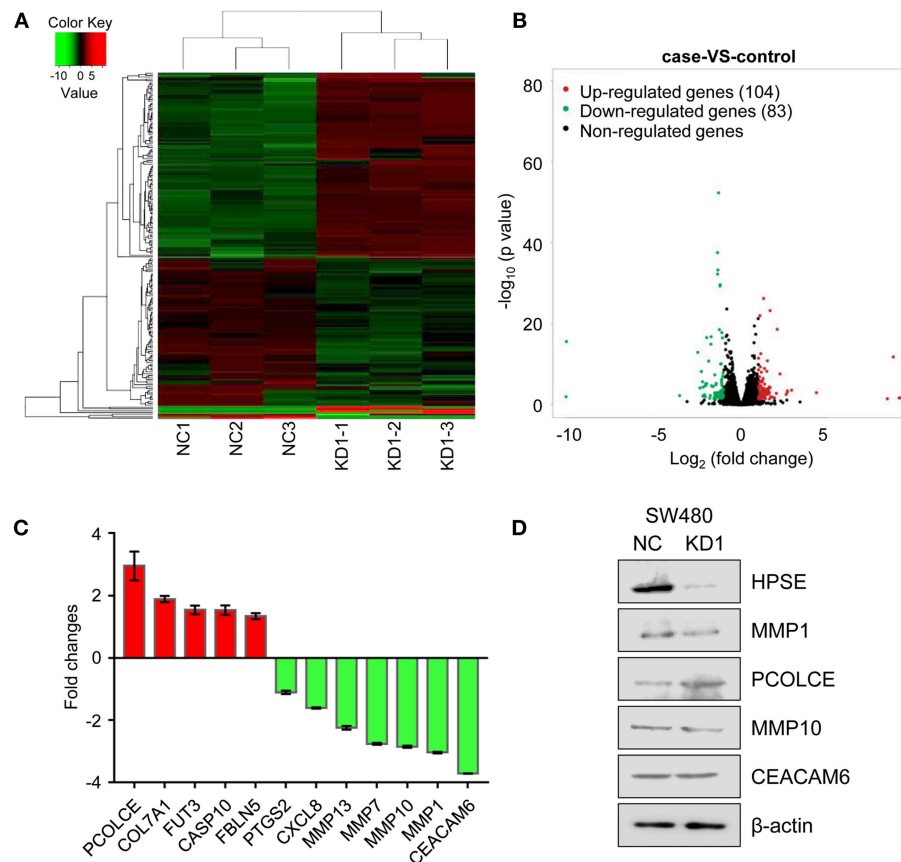 A
Color Key
-10 0 5
Value
NC1
NC2
NC3
KD1-1
KD1-2
KD1-3
B
case-VS-control
Up-regulated genes (104)
Down-regulated genes (83)
Non-regulated genes
80
60
40
20
0
-log10 (p value)
-10
-5
0
5
Log2 (fold change)
C
4
2
0
-2
-4
Fold changes
PCOLCE
COL7A1
FUT3
CASP10
FBLN5
PTGS2
CXCL8
MMP13
MMP7
MMP10
MMP1
CEACAM6
D
SW480
NC KD1
HPSE
MMP1
PCOLCE
MMP10
CEACAM6
β-actin